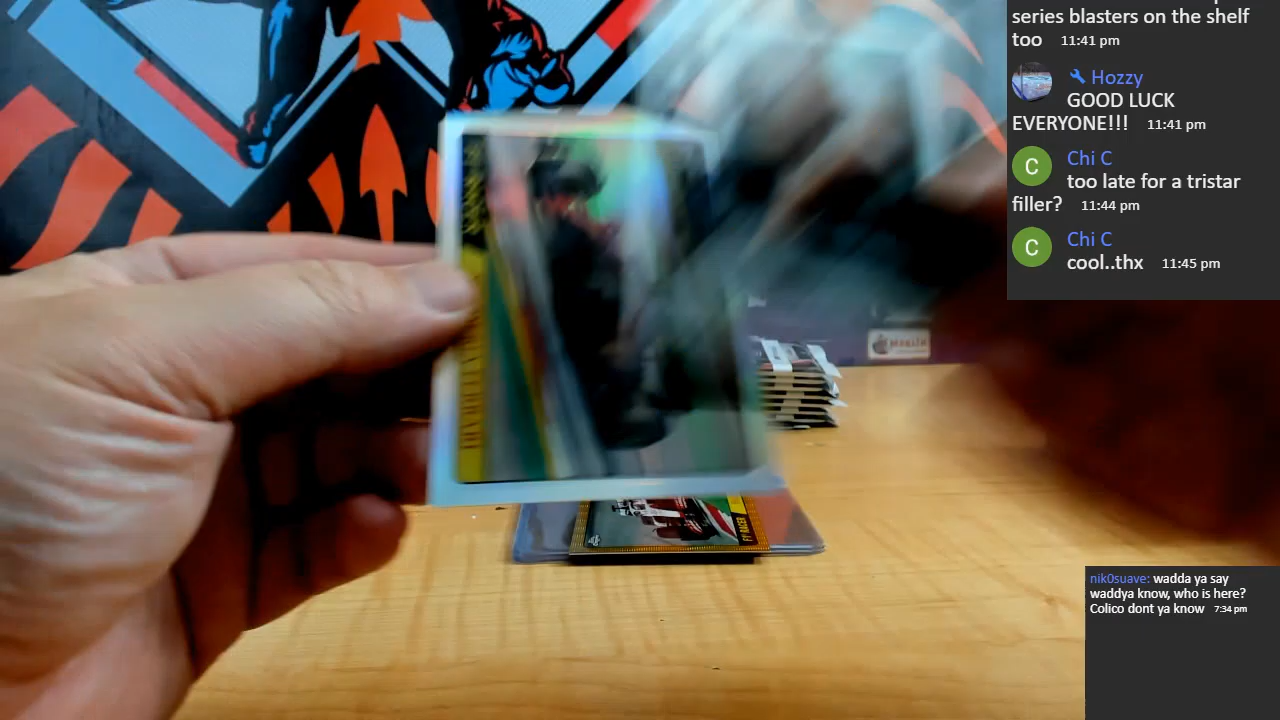 series blasters on the shelf
too 11:41 pm
Hozzy
GOOD LUCK
EVERYONE!!! 11:41 pm
C
Chi C
too late for a tristar
filler? 11:44 pm
C
Chi C
cool..thx 11:45 pm
F1 RACER
nik0suave: wadda ya say
waddya know, who is here?
Colico dont ya know 7:34 pm